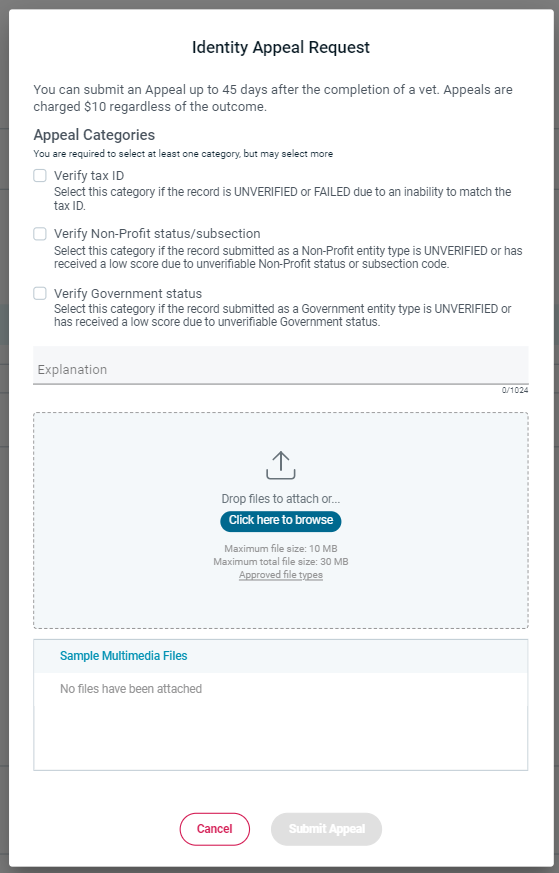 Identity Appeal Request
You can submit an Appeal up to 45 days after the completion of a vet. Appeals are
charged $10 regardless of the outcome.
Appeal Categories
You are required to select at least one category, but may select more
Verify tax ID
Select this category if the record is UNVERIFIED or FAILED due to an inability to match the
tax ID.
Verify Non-Profit status/subsection
Select this category if the record submitted as a Non-Profit entity type is UNVERIFIED or has
received a low score due to unverifiable Non-Profit status or subsection code.
Verify Government status
Select this category if the record submitted as a Government entity type is UNVERIFIED or
has received a low score due to unverifiable Government status.
Explanation
0/1024
Drop files to attach or...
Click here to browse
Maximum file size: 10 MB
Maximum total file size: 30 MB
Approved file types
Sample Multimedia Files
No files have been attached
Cancel
Submit Appeal